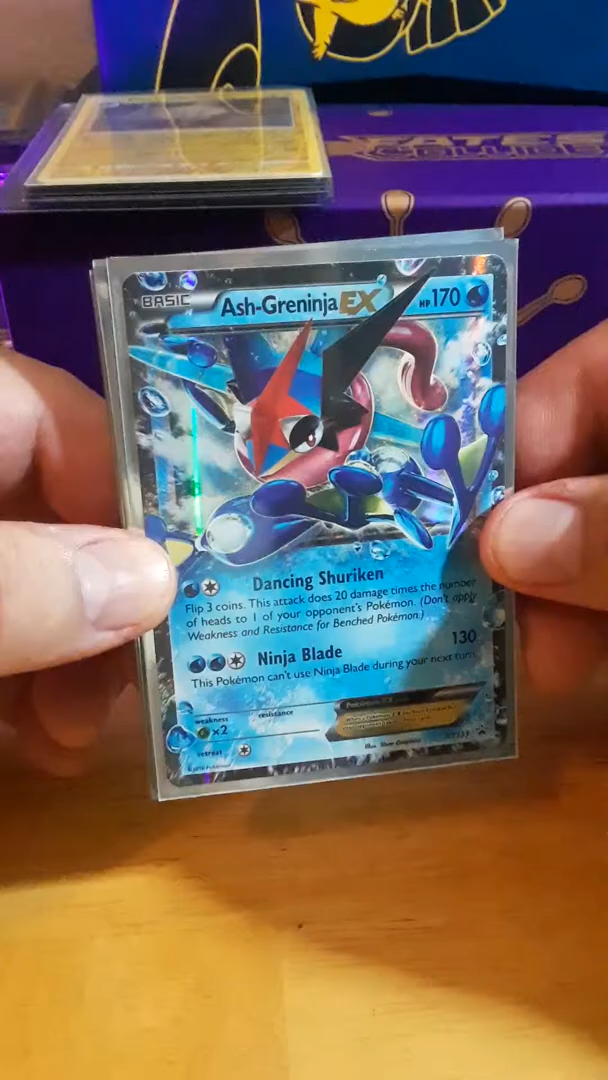 FATES
COLLIDE
BASIC
Ash-Greninja EX
HP 170
Dancing Shuriken
Flip 3 coins. This attack does 20 damage times the number
of heads to 1 of your opponent's Pokémon. (Don't apply
Weakness and Resistance for Benched Pokémon.)
Ninja Blade 130
This Pokémon can't use Ninja Blade during your next turn.
weakness resistance
×2
retreat